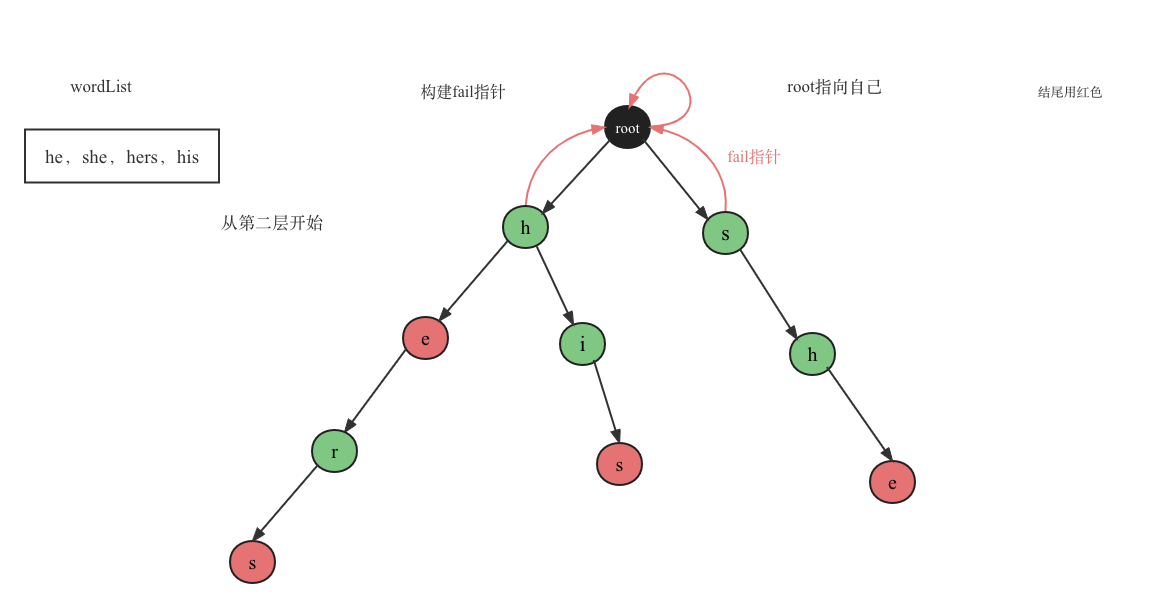 wordList
构建fail指针
root指向自己
结尾用红色
root
he，she，hers，his
fail指针
从第二层开始
h
s
e
i
h
r
s
e
s